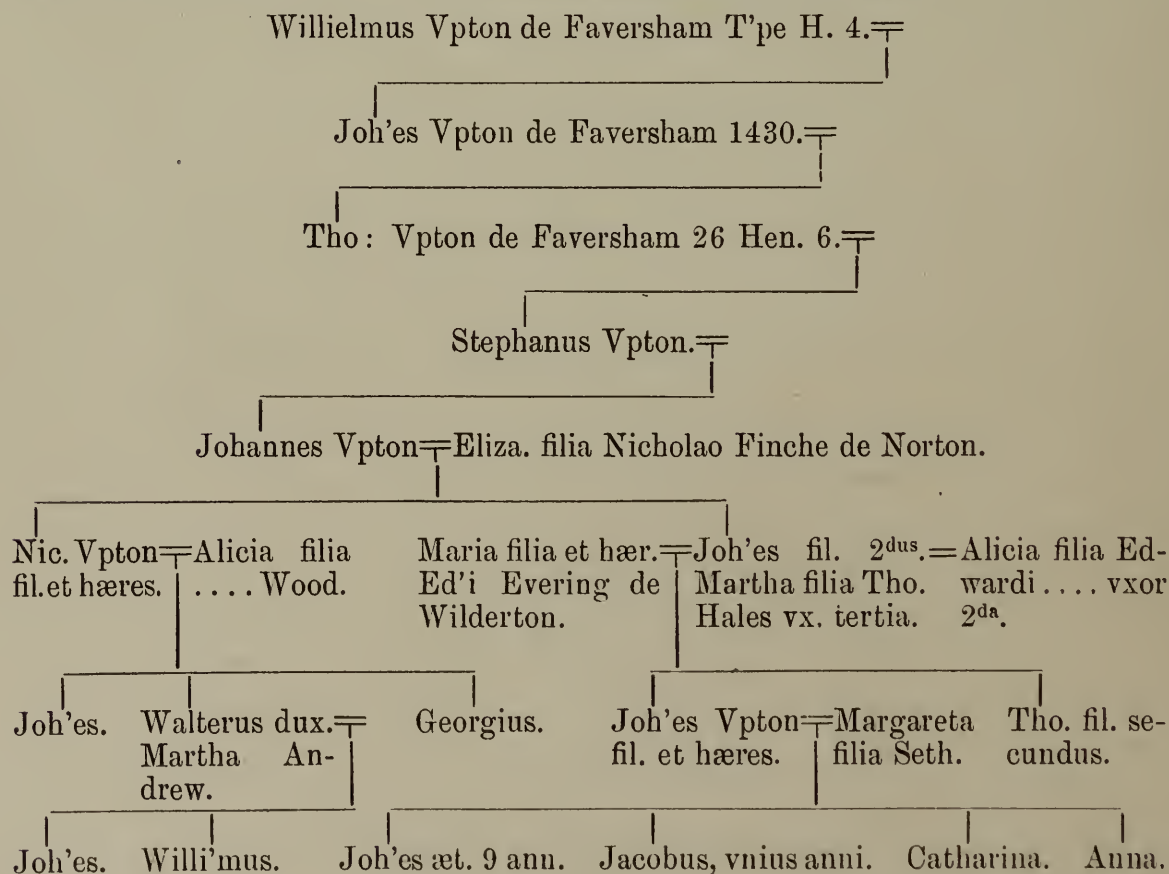 Willielmus Vpton de Faversham T'pe H. 4.
Joh'es Vpton de Faversham 1430.
Tho: Vpton de Faversham 26 Hen. 6.
Stephanus Vpton.
Johannes Vpton=Eliza. filia Nicholao Finche de Norton.
Nic. Vpton=Alicia filia
fil. et hæres. .... Wood.
Maria filia et hær.=Joh'es fil. 2dus.=Alicia filia Ed-
Ed'i Evering de Martha filia Tho. wardi .... vxor
Wilderton. Hales vx. tertia. 2da.
Joh'es.
Walterus dux.
Martha An-
drew.
Georgius.
Joh'es Vpton=Margareta
fil. et hæres. filia Seth.
Tho. fil. se-
cundus.
Joh'es. Willi'mus. Joh'es æt. 9 ann. Jacobus, vnius anni. Catharina. Anna.